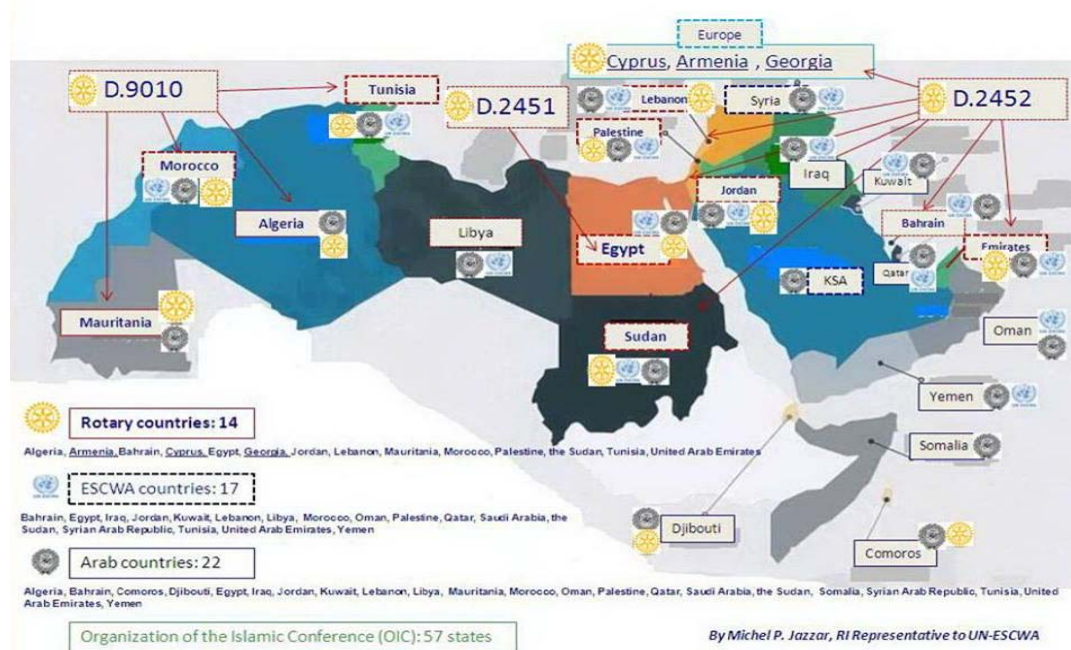 Europe
Cyprus, Armenia , Georgia
D.9010
Tunisia
D.2451
Lebanon
Syria
D.2452
Palestine
Morocco
Iraq
Kuwait
Jordan
Algeria
Libya
Egypt
Bahrain
Emirates
Qatar
KSA
Mauritania
Sudan
Oman
Yemen
Somalia
Djibouti
Comoros
Rotary countries: 14
Algeria, Armenia, Bahrain, Cyprus, Egypt, Georgia, Jordan, Lebanon, Mauritania, Morocco, Palestine, the Sudan, Tunisia, United Arab Emirates
UN-ESCWA
ESCWA countries: 17
Bahrain, Egypt, Iraq, Jordan, Kuwait, Lebanon, Libya, Morocco, Oman, Palestine, Qatar, Saudi Arabia, the
Sudan, Syrian Arab Republic, Tunisia, United Arab Emirates, Yemen
Arab countries: 22
Algeria, Bahrain, Comoros, Djibouti, Egypt, Iraq, Jordan, Kuwait, Lebanon, Libya, Mauritania, Morocco, Oman, Palestine, Qatar, Saudi Arabia, the Sudan, Somalia, Syrian Arab Republic, Tunisia, United
Arab Emirates, Yemen
Organization of the Islamic Conference (OIC): 57 states
By Michel P. Jazzar, RI Representative to UN-ESCWA